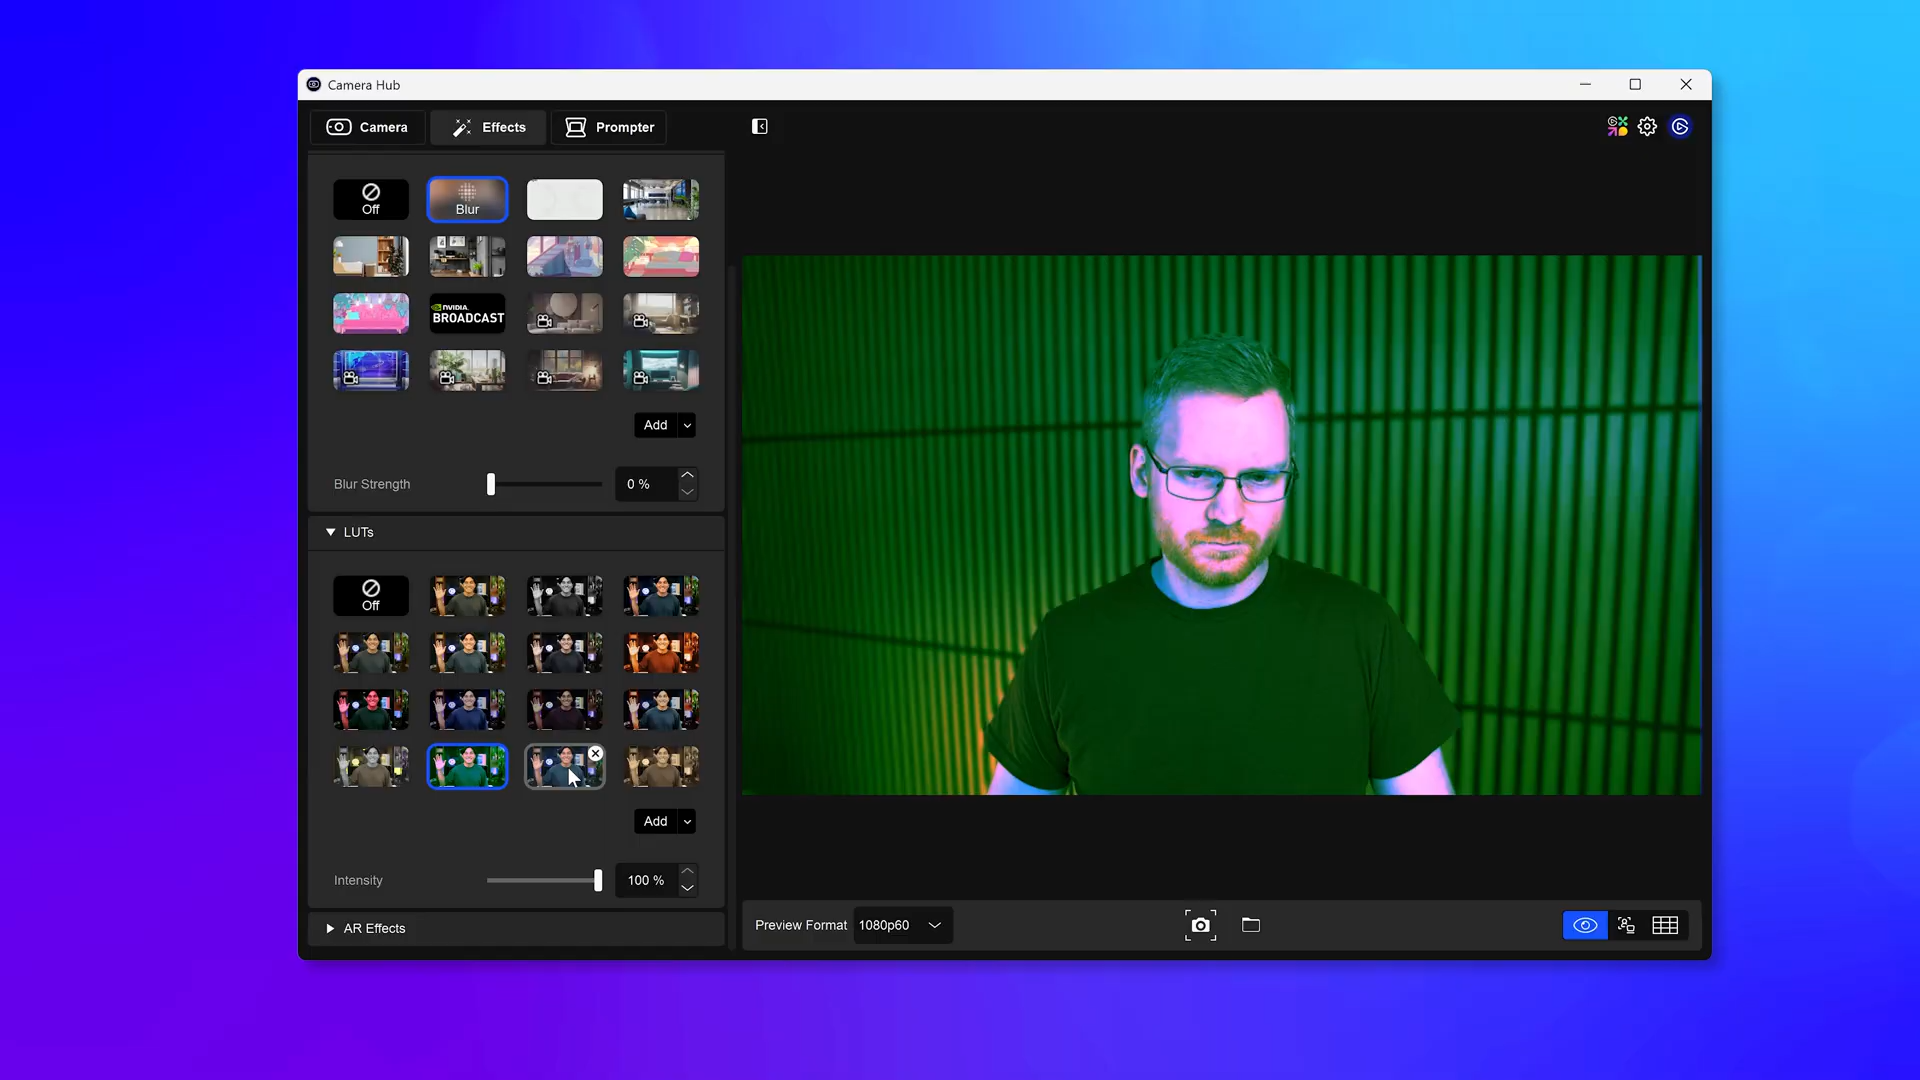 Camera Hub
Camera
Effects
Prompter
Off
Blur
NVIDIA.
BROADCAST
Add
Blur Strength
0 %
LUTs
Off
Add
Intensity
100 %
AR Effects
Preview Format
1080p60